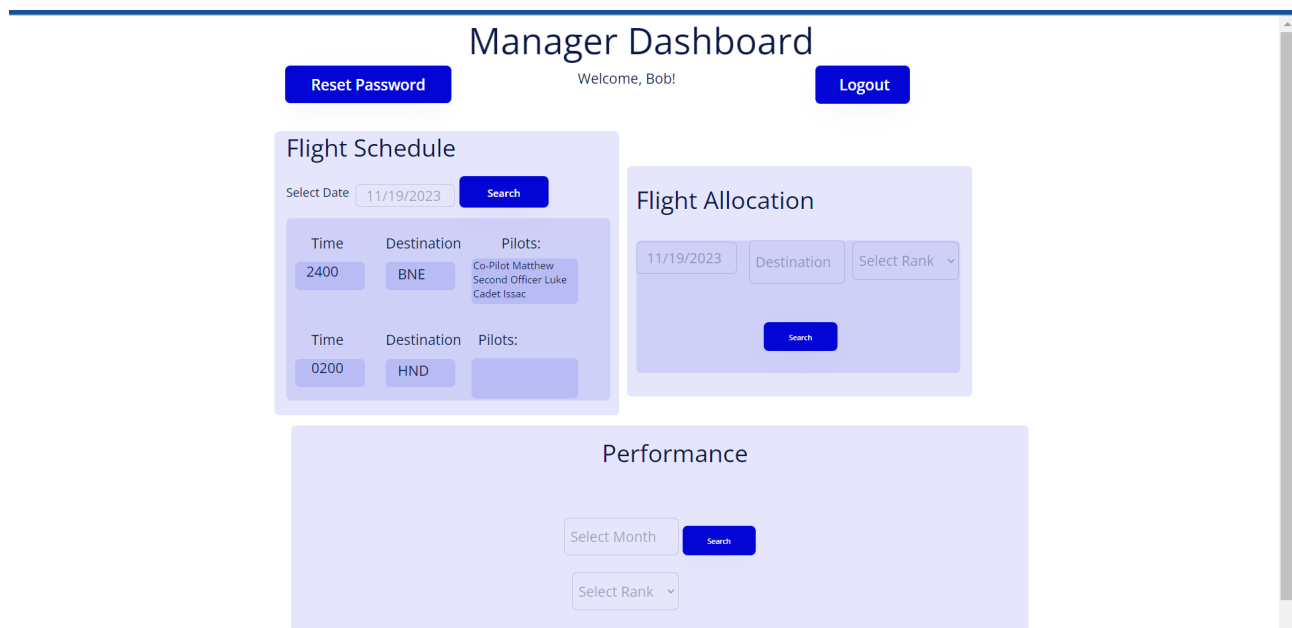 Manager Dashboard
Reset Password
Welcome, Bob!
Logout
Flight Schedule
Select Date 11/19/2023 Search
Time Destination Pilots:
2400 BNE
Co-Pilot Matthew
Second Officer Luke
Cadet Issac
Time Destination Pilots:
0200 HND
Flight Allocation
11/19/2023 Destination Select Rank
Search
Performance
Select Month Search
Select Rank